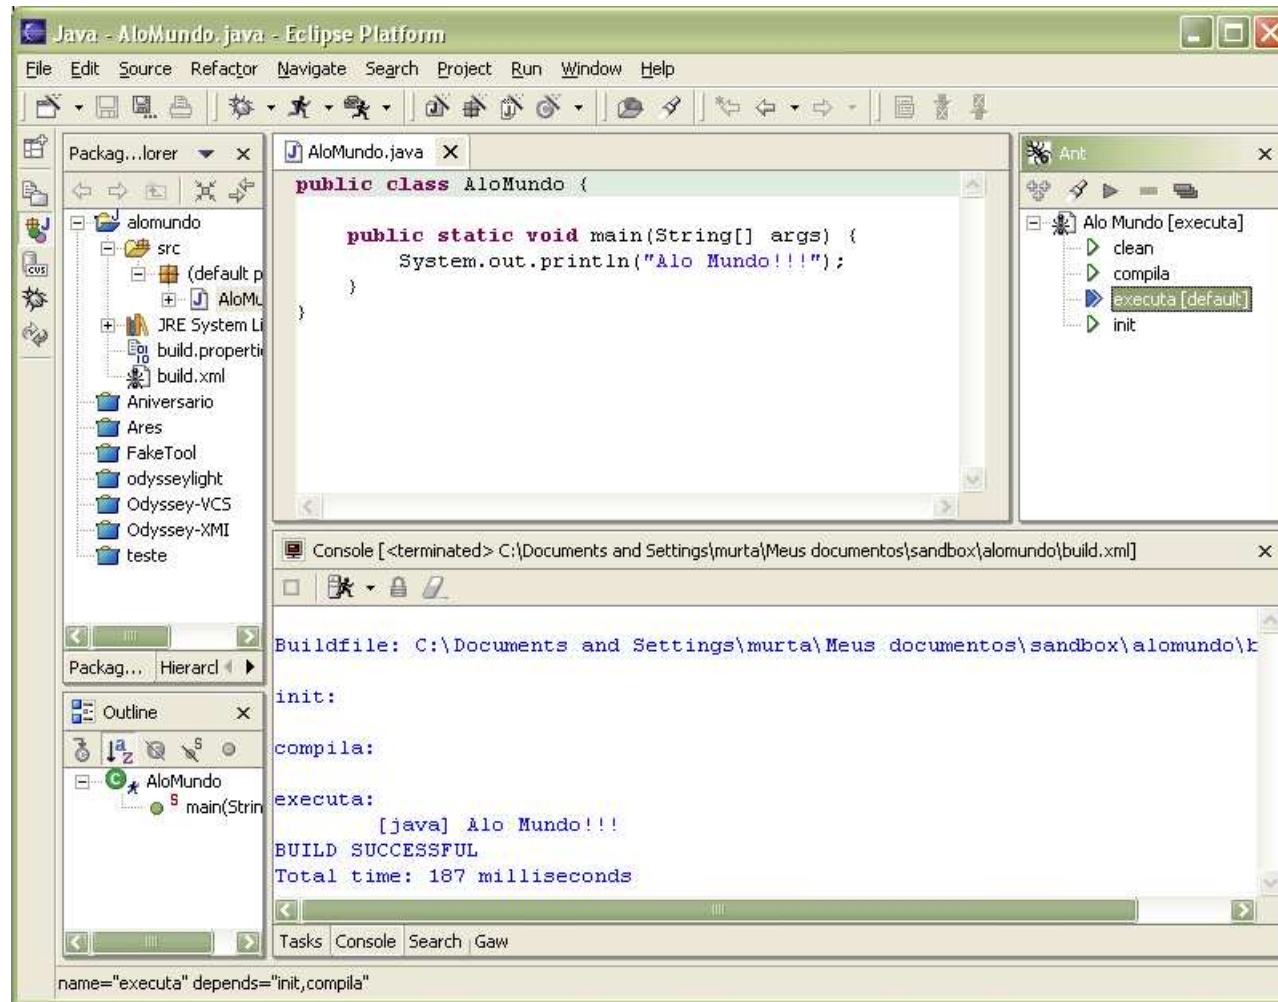 Java - AloMundo.java - Eclipse Platform
File Edit Source Refactor Navigate Search Project Run Window Help
Packag...lorer
alomundo
src
(default p
AloMu
JRE System Li
build.properti
build.xml
Aniversario
Ares
FakeTool
odysseylight
Odyssey-VCS
Odyssey-XMI
teste
Packag... Hierarcl
Outline
AloMundo
main(Strin
AloMundo.java
public class AloMundo {
public static void main(String[] args) {
System.out.println("Alo Mundo!!!");
}
}
Ant
Alo Mundo [executa]
clean
compila
executa [default]
init
Console [<terminated> C:\Documents and Settings\murta\Meus documentos\sandbox\alomundo\build.xml]
Buildfile: C:\Documents and Settings\murta\Meus documentos\sandbox\alomundo\b
init:
compila:
executa:
[java] Alo Mundo!!!
BUILD SUCCESSFUL
Total time: 187 milliseconds
Tasks Console Search Gaw
name="executa" depends="init,compila"